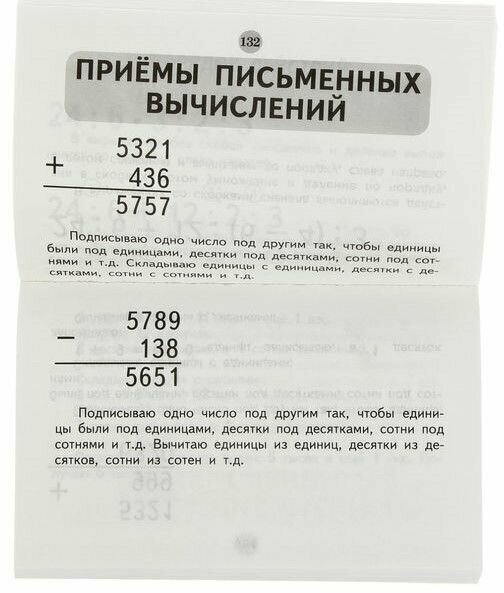 132
ПРИЁМЫ ПИСЬМЕННЫХ
ВЫЧИСЛЕНИЙ
5321
+
436
5757
Подписываю одно число под другим так, чтобы единицы
были под единицами, десятки под десятками, сотни под сот-
нями и т.д. Складываю единицы с единицами, десятки с де-
сятками, сотни с сотнями и т.д.
5789
–
138
5651
Подписываю одно число под другим так, чтобы едини-
цы были под единицами, десятки под десятками, сотни под
сотнями и т.д. Вычитаю единицы из единиц, десятки из де-
сятков, сотни из сотен и т.д.